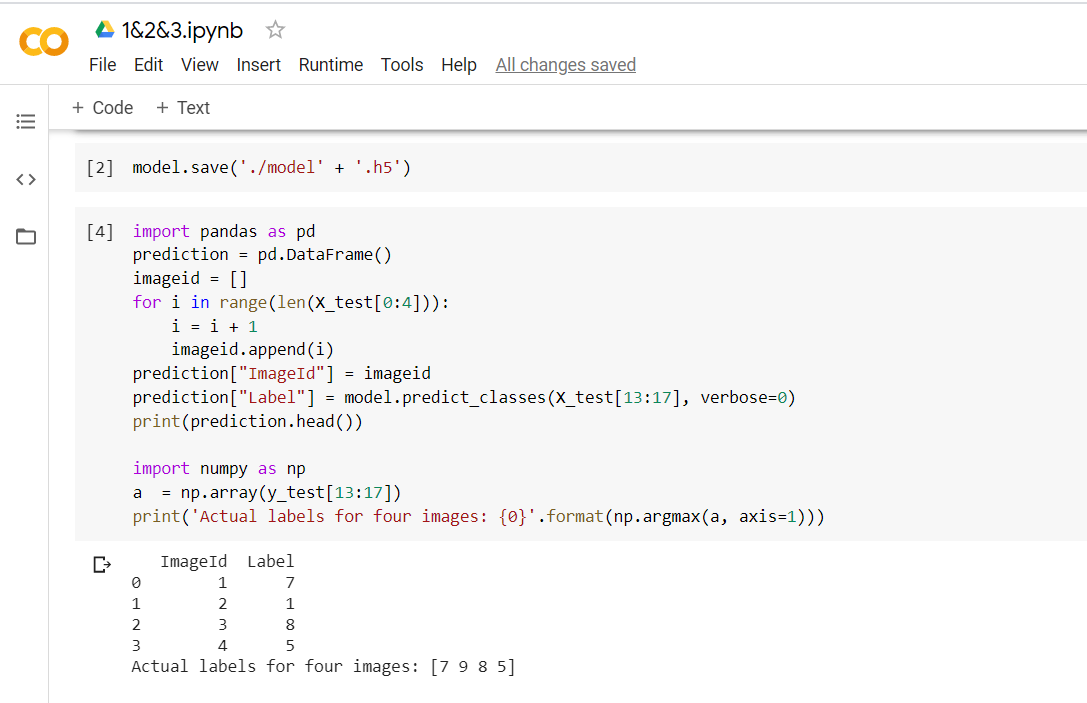 1&2&3.ipynb
File Edit View Insert Runtime Tools Help All changes saved
+ Code + Text
[2] model.save('./model' + '.h5')
[4] import pandas as pd
prediction = pd.DataFrame()
imageid = []
for i in range(len(X_test[0:4])):
    i = i + 1
    imageid.append(i)
prediction["ImageId"] = imageid
prediction["Label"] = model.predict_classes(X_test[13:17], verbose=0)
print(prediction.head())
import numpy as np
a  = np.array(y_test[13:17])
print('Actual labels for four images: {0}'.format(np.argmax(a, axis=1)))
   ImageId  Label
0        1      7
1        2      1
2        3      8
3        4      5
Actual labels for four images: [7 9 8 5]